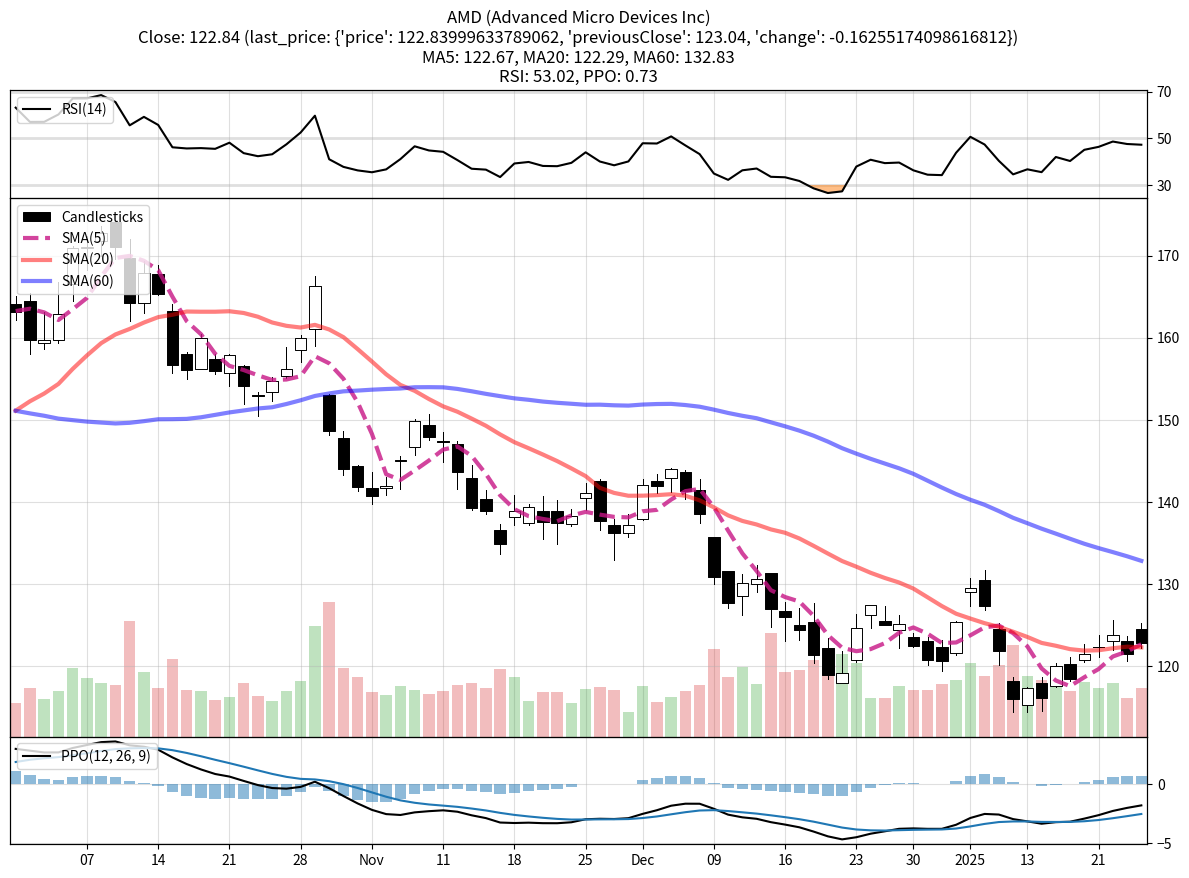 AMD (Advanced Micro Devices Inc)
Close: 122.84 (last_price: {'price': 122.83999633789062, 'previousClose': 123.04, 'change': -0.16255174098616812})
MA5: 122.67, MA20: 122.29, MA60: 132.83
RSI: 53.02, PPO: 0.73
RSI(14)
70
50
30
Candlesticks
SMA(5)
SMA(20)
SMA(60)
170
160
150
140
130
120
PPO(12, 26, 9)
0
−5
07 14 21 28 Nov 11 18 25 Dec 09 16 23 30 2025 13 21